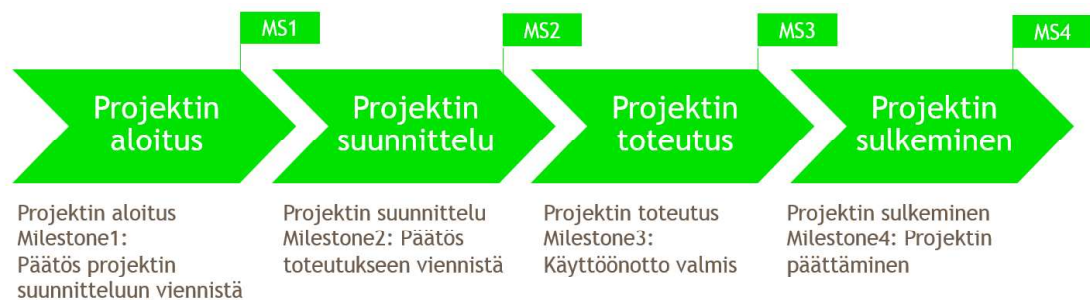 MS1
MS2
MS3
MS4
Projektin
aloitus
Projektin
suunnittelu
Projektin
toteutus
Projektin
sulkeminen
Projektin aloitus
Milestone1:
Päätös projektin
suunnitteluun viennistä
Projektin suunnittelu
Milestone2: Päätös
toteutukseen viennistä
Projektin toteutus
Milestone3:
Käyttöönotto valmis
Projektin sulkeminen
Milestone4: Projektin
päättäminen